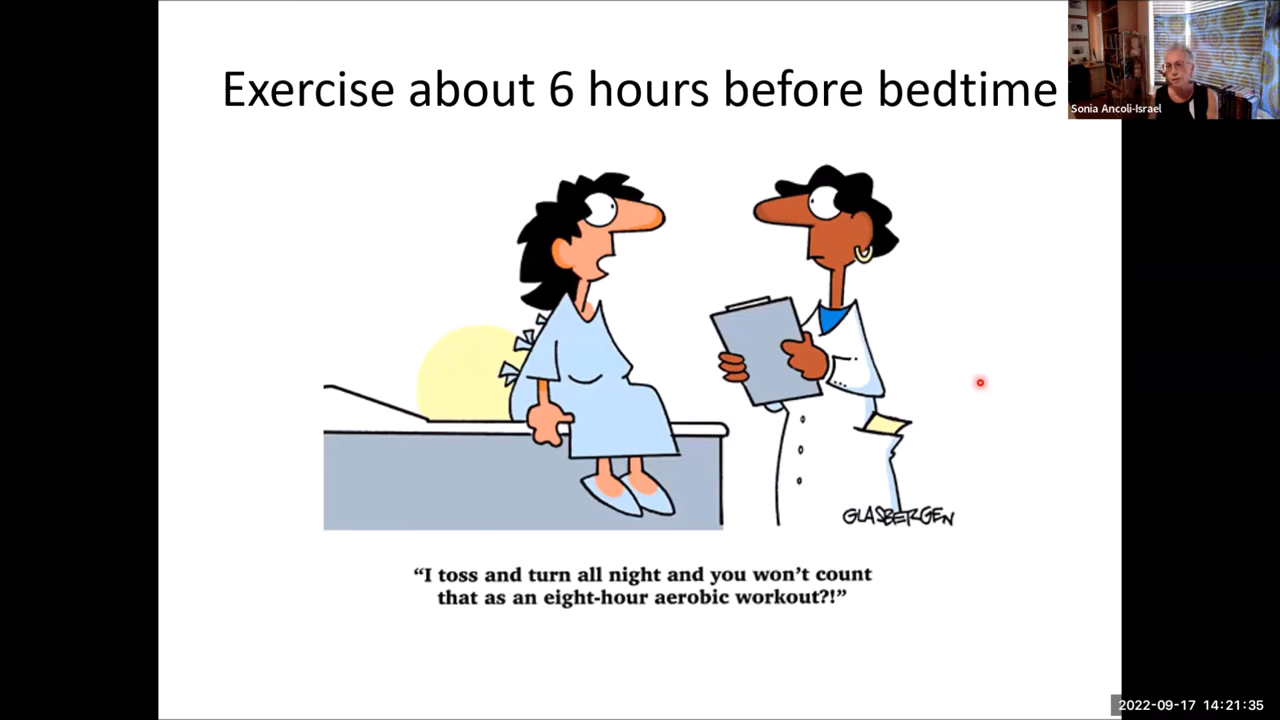 Exercise about 6 hours before bedtime
Sonia Ancoli-Israel
GLASBERGEN
“I toss and turn all night and you won’t count
that as an eight-hour aerobic workout?!”
2022-09-17 14:21:35